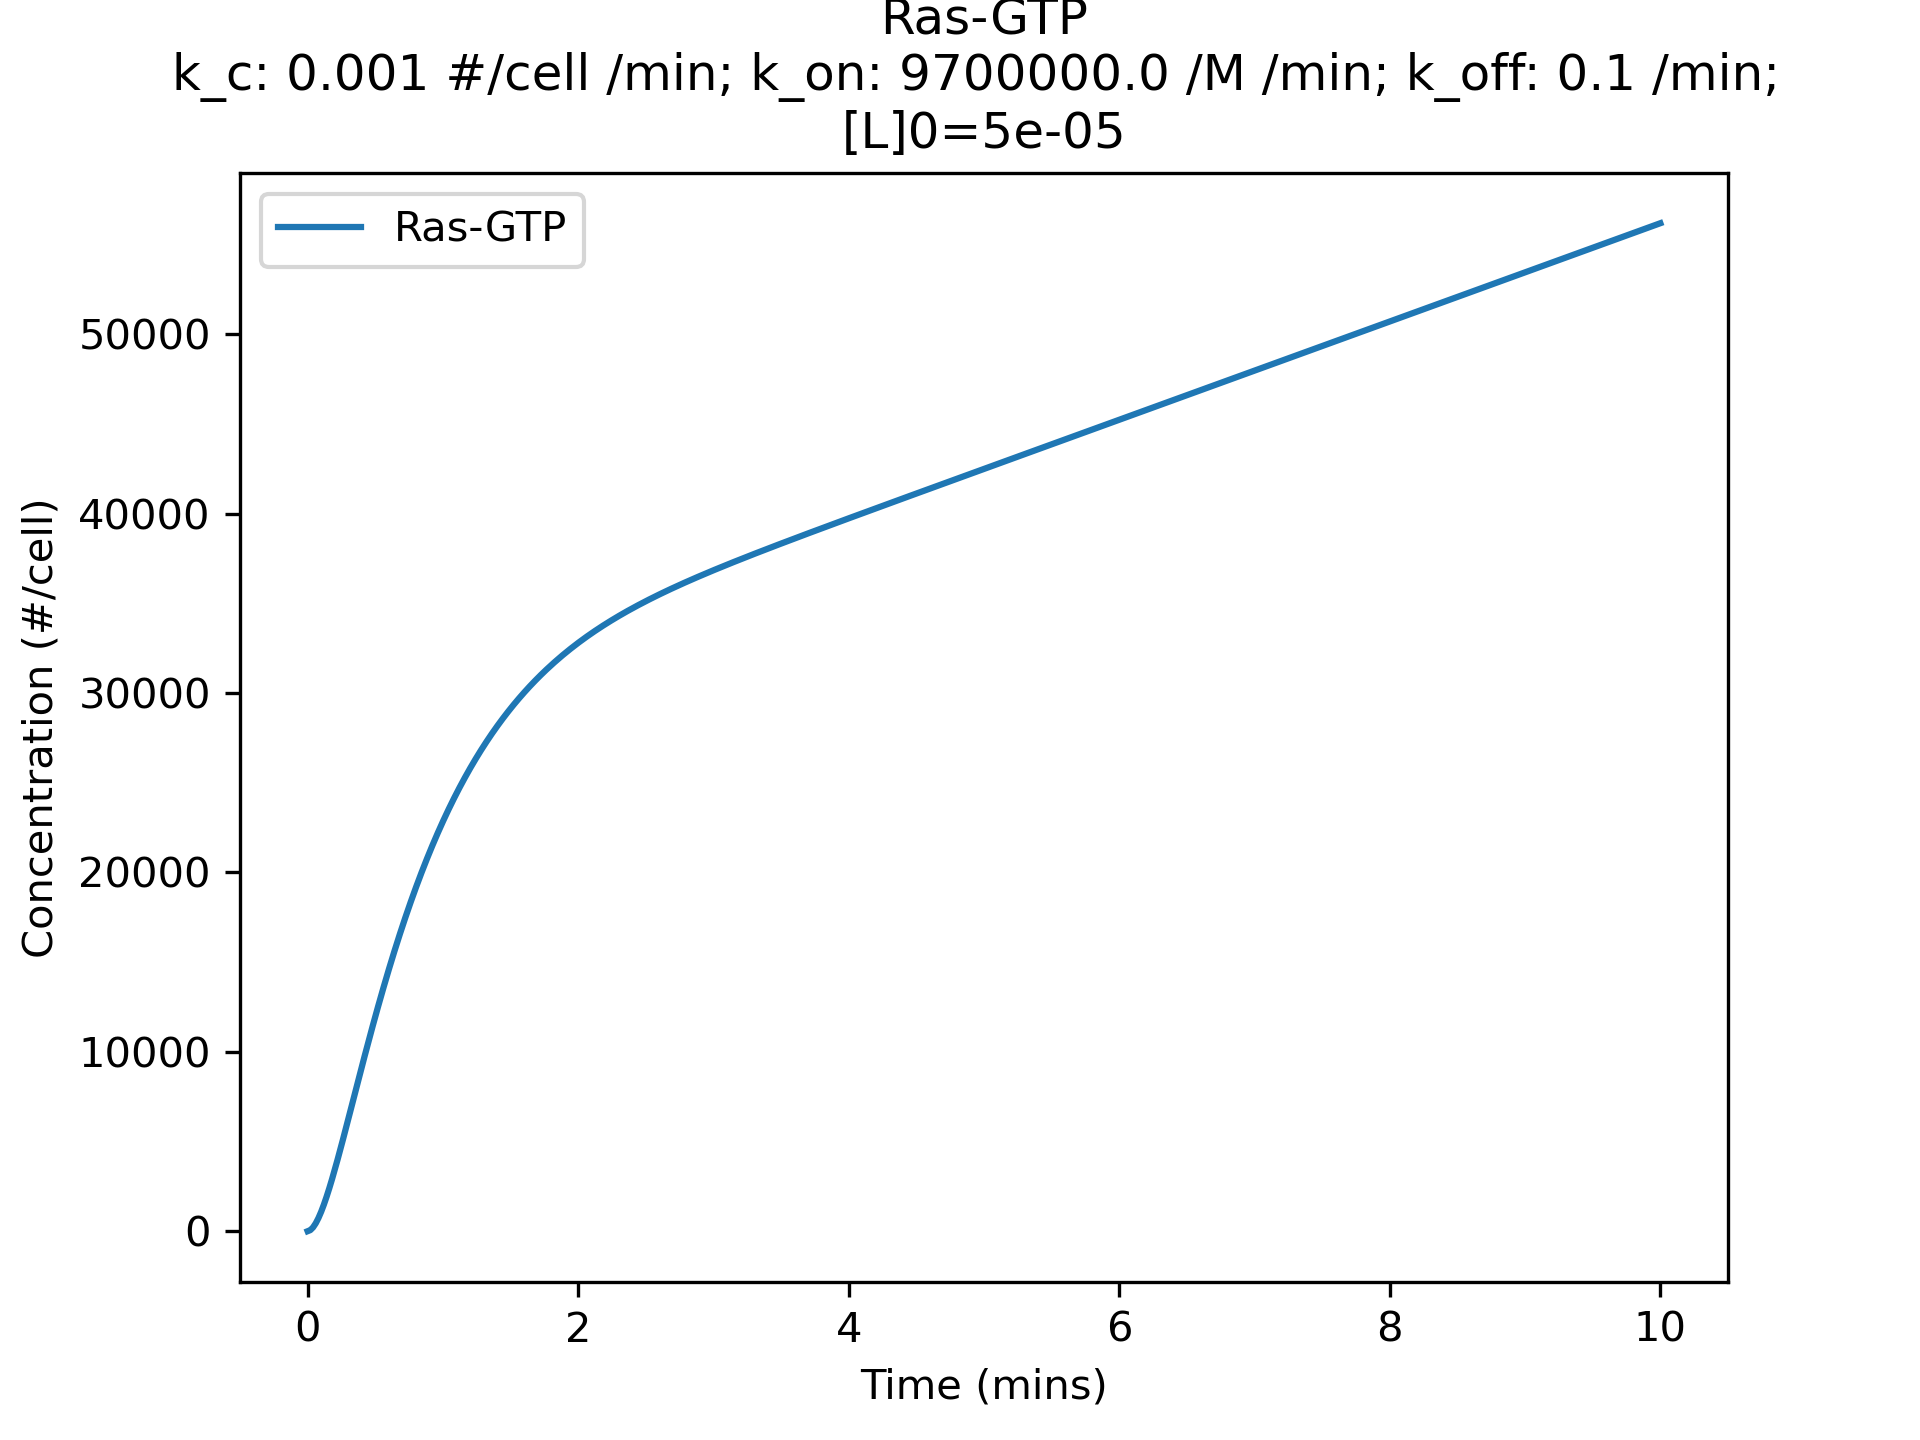 Ras-GTP
k_c: 0.001 #/cell /min; k_on: 9700000.0 /M /min; k_off: 0.1 /min;
[L]0=5e-05
Ras-GTP
Concentration (#/cell)
50000
40000
30000
20000
10000
0
0 2 4 6 8 10
Time (mins)